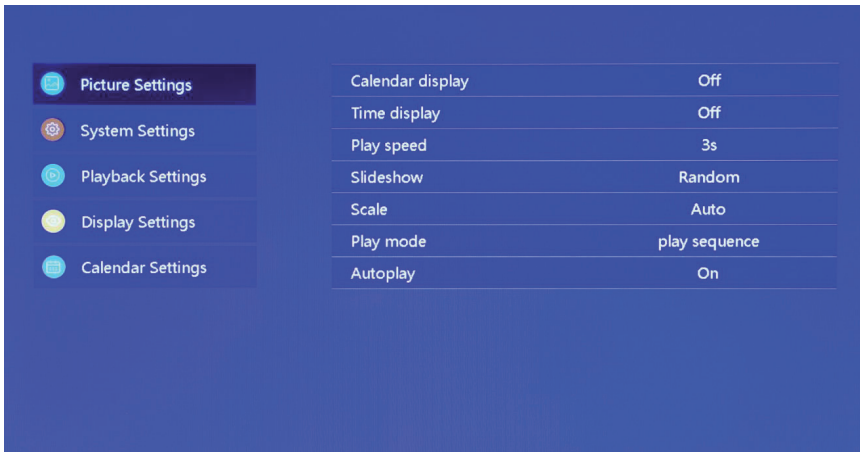 Picture Settings
System Settings
Playback Settings
Display Settings
Calendar Settings
Calendar display Off
Time display Off
Play speed 3s
Slideshow Random
Scale Auto
Play mode play sequence
Autoplay On